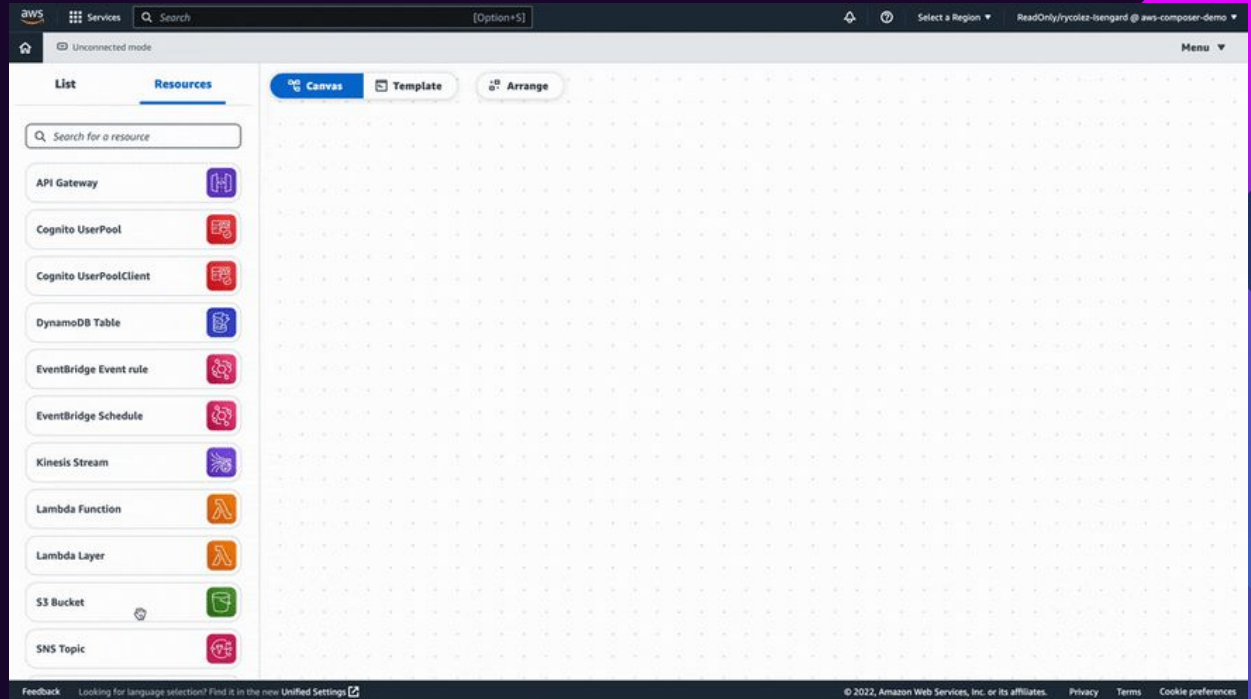 aws Services Search [Option+S] Select a Region ▼ ReadOnly/rycolez-Isengard @ aws-composer-demo ▼
Unconnected mode Menu ▼
List Resources Canvas Template Arrange
Search for a resource
API Gateway
Cognito UserPool
Cognito UserPoolClient
DynamoDB Table
EventBridge Event rule
EventBridge Schedule
Kinesis Stream
Lambda Function
Lambda Layer
S3 Bucket
SNS Topic
Feedback Looking for language selection? Find it in the new Unified Settings © 2022, Amazon Web Services, Inc. or its affiliates. Privacy Terms Cookie preferences